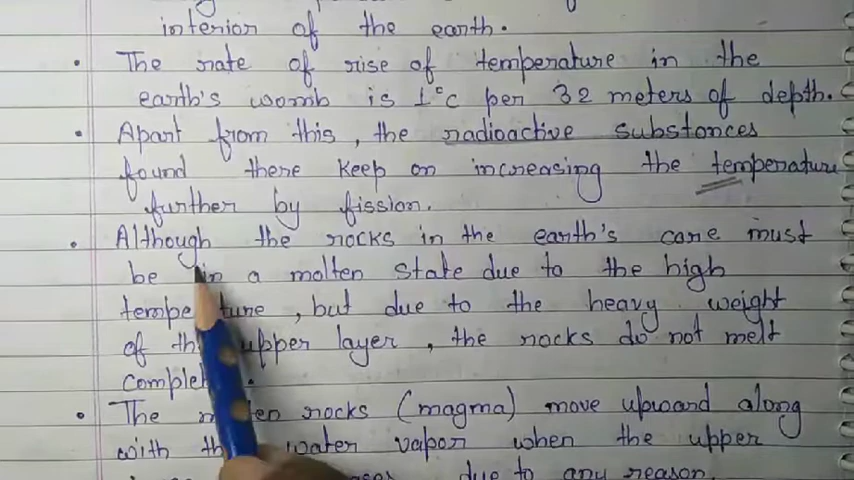 interior of the earth.
• The rate of rise of temperature in the
earth's womb is 1°c per 32 meters of depth.
• Apart from this, the radioactive substances
found there keep on increasing the temperature
further by fission.
• Although the rocks in the earth's core must
be in a molten state due to the high
temperature, but due to the heavy weight
of the upper layer, the rocks do not melt
• The molten rocks (magma) move upward along
with the water vapor when the upper
due to any reason.